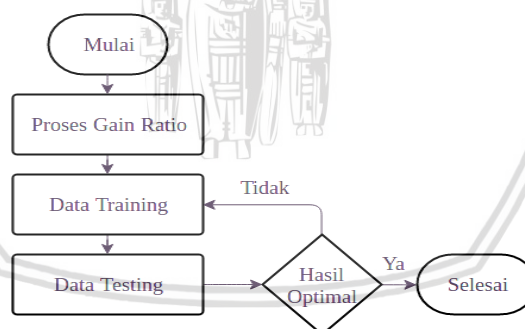 Mulai
Proses Gain Ratio
Data Training
Tidak
Data Testing
Hasil
Optimal
Ya
Selesai